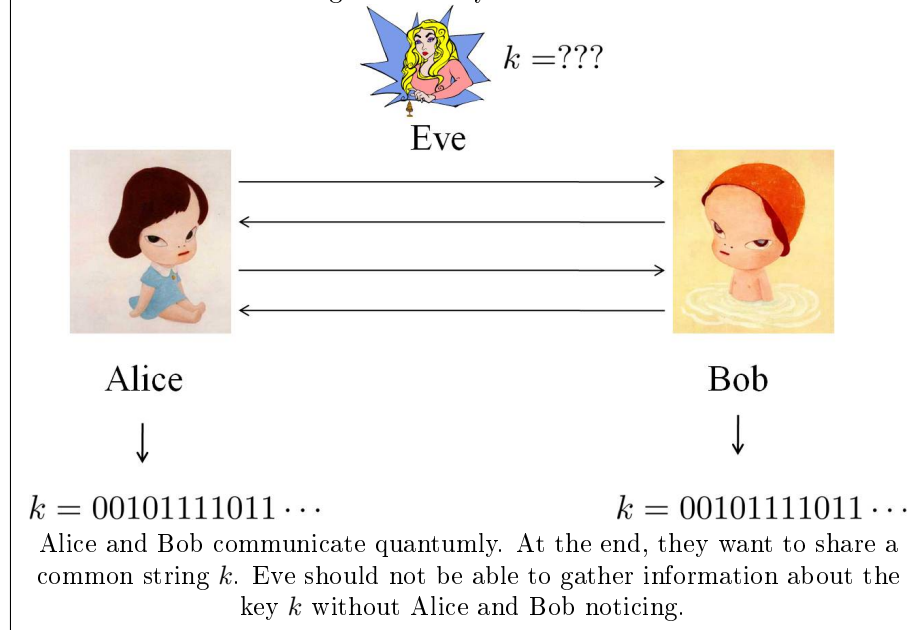 k =???
Eve
Alice Bob
k = 00101111011 ··· k = 00101111011 ···
Alice and Bob communicate quantumly. At the end, they want to share a
common string k. Eve should not be able to gather information about the
key k without Alice and Bob noticing.